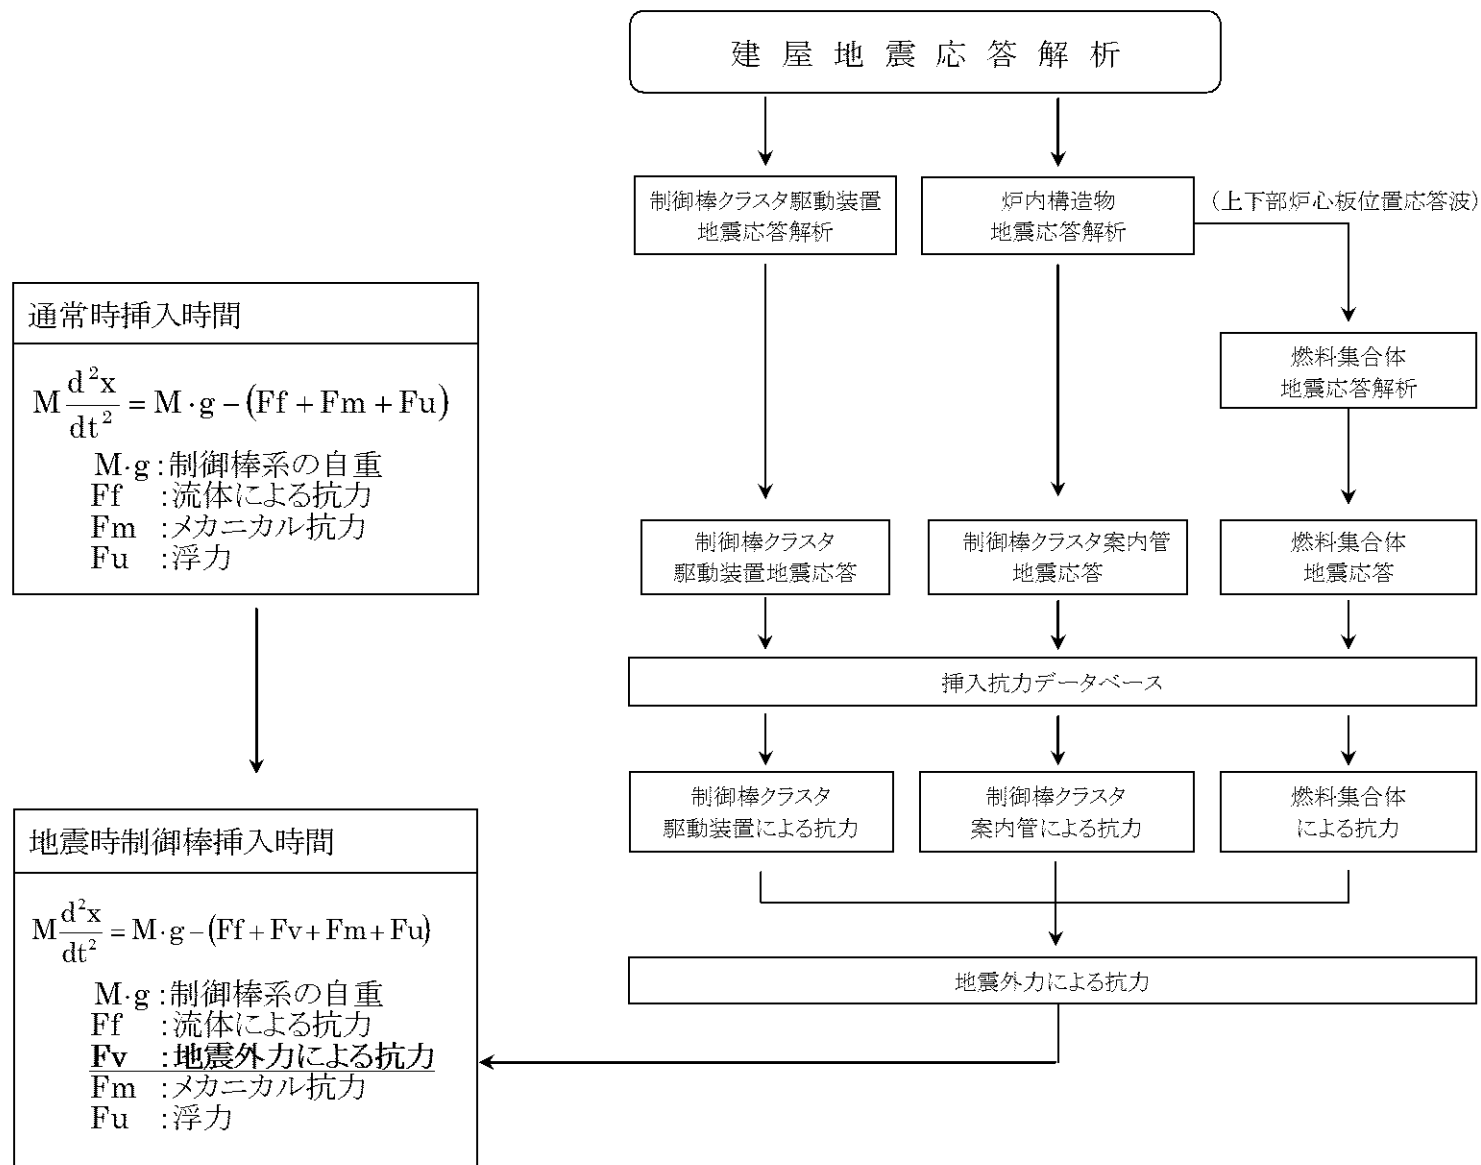 建屋地震応答解析
制御棒クラスタ駆動装置
地震応答解析
炉内構造物
地震応答解析
(上下部炉心板位置応答波)
燃料集合体
地震応答解析
制御棒クラスタ
駆動装置地震応答
制御棒クラスタ案内管
地震応答
燃料集合体
地震応答
挿入抗力データベース
制御棒クラスタ
駆動装置による抗力
制御棒クラスタ
案内管による抗力
燃料集合体
による抗力
地震外力による抗力
通常時挿入時間
M d²x/dt² = M·g−(Ff+Fm+Fu)
M·g:制御棒系の自重
Ff :流体による抗力
Fm :メカニカル抗力
Fu :浮力
地震時制御棒挿入時間
M d²x/dt² = M·g−(Ff+Fv+Fm+Fu)
M·g:制御棒系の自重
Ff :流体による抗力
Fv :地震外力による抗力
Fm :メカニカル抗力
Fu :浮力